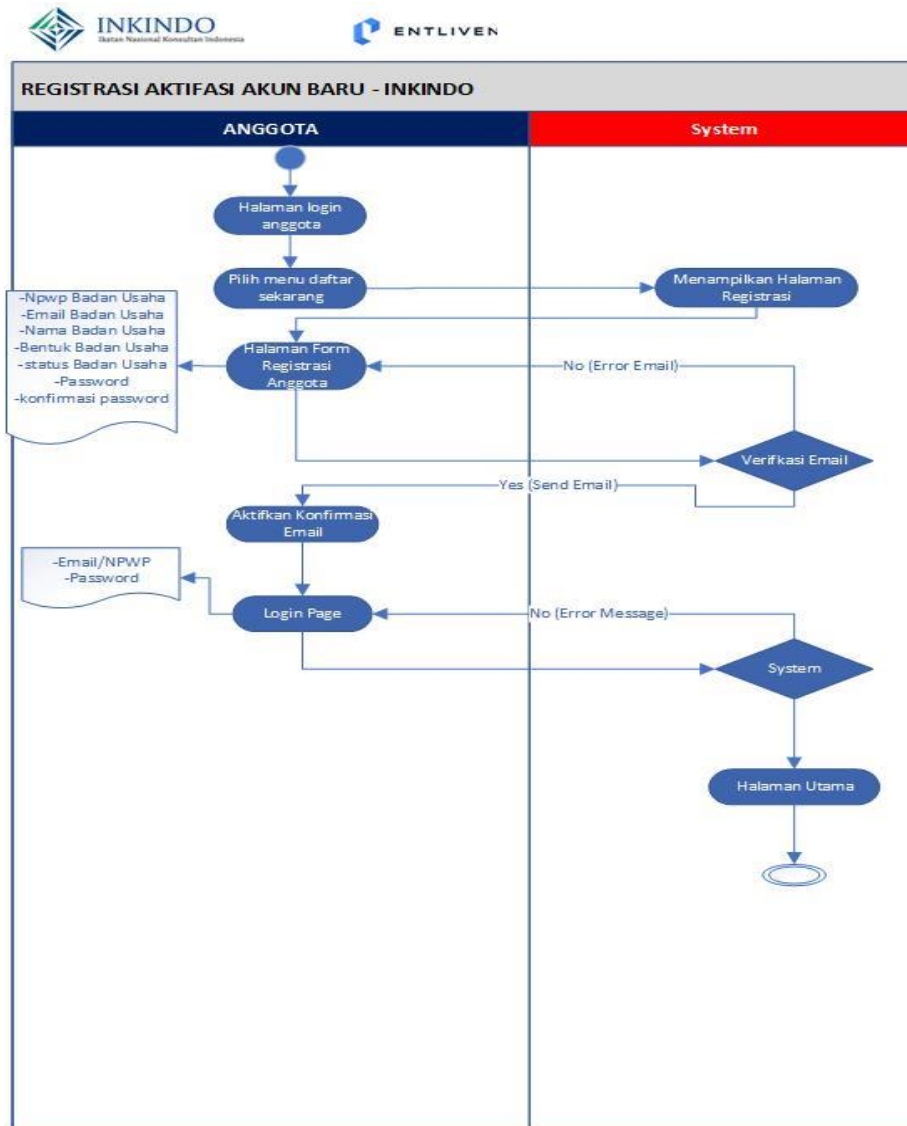 INKINDO
Ikatan Nasional Konsultan Indonesia
ENTLIVEN
REGISTRASI AKTIFASI AKUN BARU - INKINDO
ANGGOTA
System
Halaman login
anggota
Pilih menu daftar
sekarang
Menampilkan Halaman
Registrasi
-Npwp Badan Usaha
-Email Badan Usaha
-Nama Badan Usaha
-Bentuk Badan Usaha
-status Badan Usaha
-Password
-konfirmasi password
Halaman Form
Registrasi
Anggota
No (Error Email)
Verifkasi Email
Yes (Send Email)
Aktifkan Konfirmasi
Email
-Email/NPWP
-Password
Login Page
No (Error Message)
System
Halaman Utama